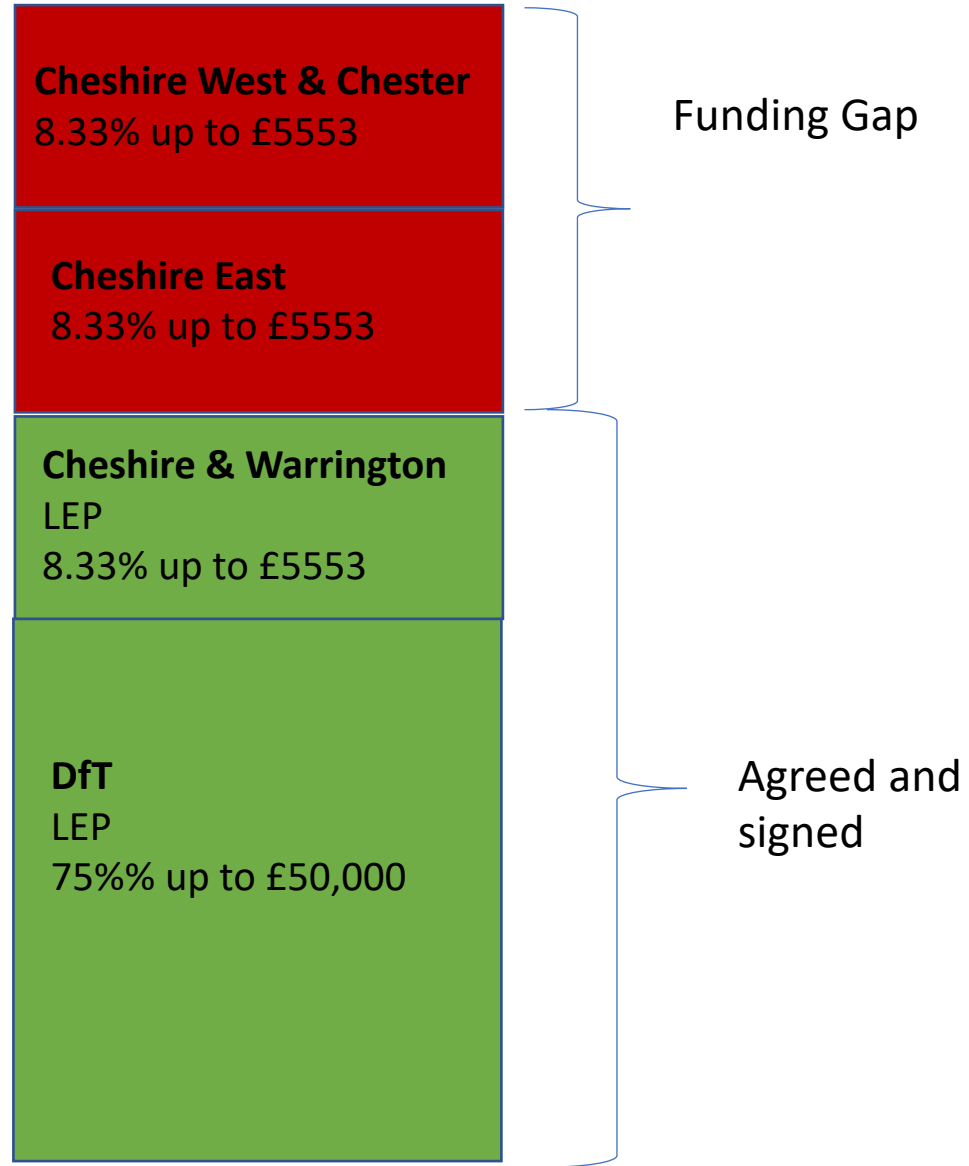 Cheshire West & Chester
8.33% up to £5553
Funding Gap
Cheshire East
8.33% up to £5553
Cheshire & Warrington
LEP
8.33% up to £5553
DfT
LEP
75%% up to £50,000
Agreed and
signed